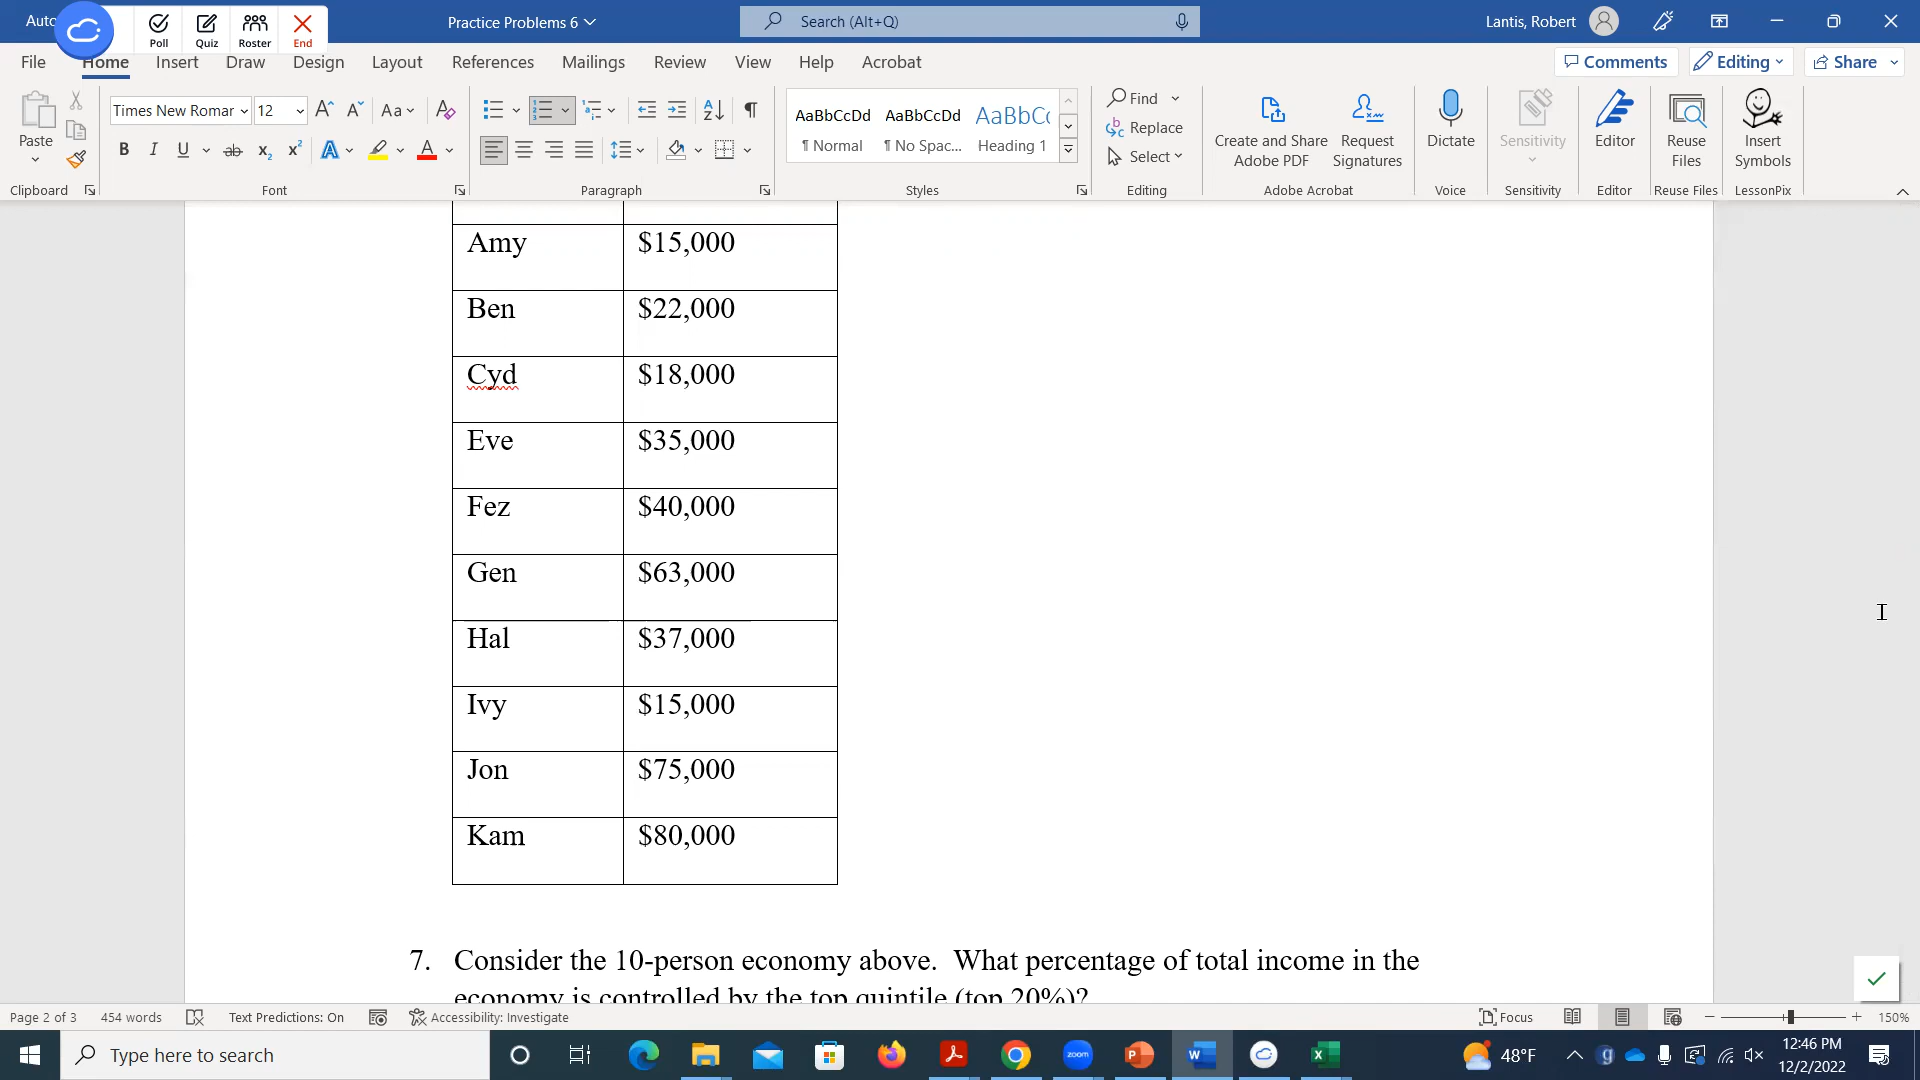 Auto
Poll
Quiz
Roster
End
Practice Problems 6
Search (Alt+Q)
Lantis, Robert
File
Home
Insert
Draw
Design
Layout
References
Mailings
Review
View
Help
Acrobat
Comments
Editing
Share
Paste
Times New Romar
12
Aa
AaBbCcDd
AaBbCcDd
AaBbCc
¶ Normal
¶ No Spac...
Heading 1
Find
Replace
Select
Create and Share
Adobe PDF
Request
Signatures
Dictate
Sensitivity
Editor
Reuse
Files
Insert
Symbols
Clipboard
Font
Paragraph
Styles
Editing
Adobe Acrobat
Voice
Sensitivity
Editor
Reuse Files
LessonPix
Amy $15,000
Ben $22,000
Cyd $18,000
Eve $35,000
Fez $40,000
Gen $63,000
Hal $37,000
Ivy $15,000
Jon $75,000
Kam $80,000
7. Consider the 10-person economy above. What percentage of total income in the
economy is controlled by the top quintile (top 20%)?
Page 2 of 3
454 words
Text Predictions: On
Accessibility: Investigate
Focus
150%
Type here to search
zoom
48°F
12:46 PM
12/2/2022